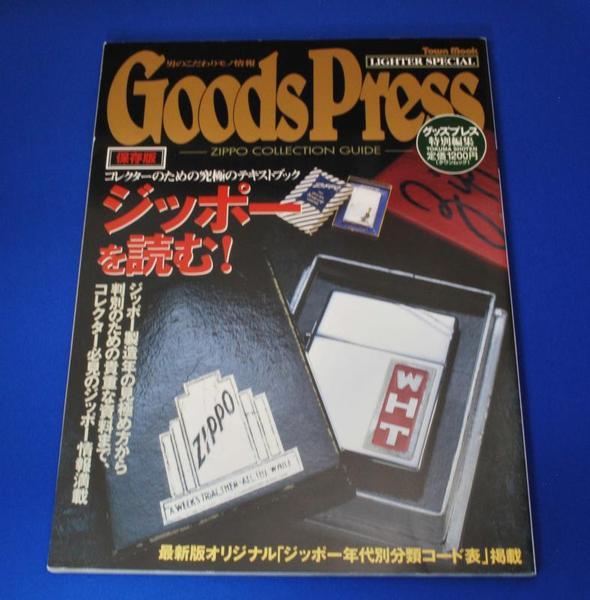 Town Mook
男のこだわりモノ情報
LIGHTER SPECIAL
GoodsPress
ZIPPO COLLECTION GUIDE
グッズプレス
特別編集
TOKUMA SHOTEN
定価1200円
(タウンムック)
保存版
コレクターのための究極のテキストブック
ジッポー
を読む!
ジッポー製造年の見極め方から
判別のための貴重な資料まで、
コレクター必見のジッポー情報満載
WHT
ZIPPO
最新版オリジナル「ジッポー年代別分類コード表」掲載